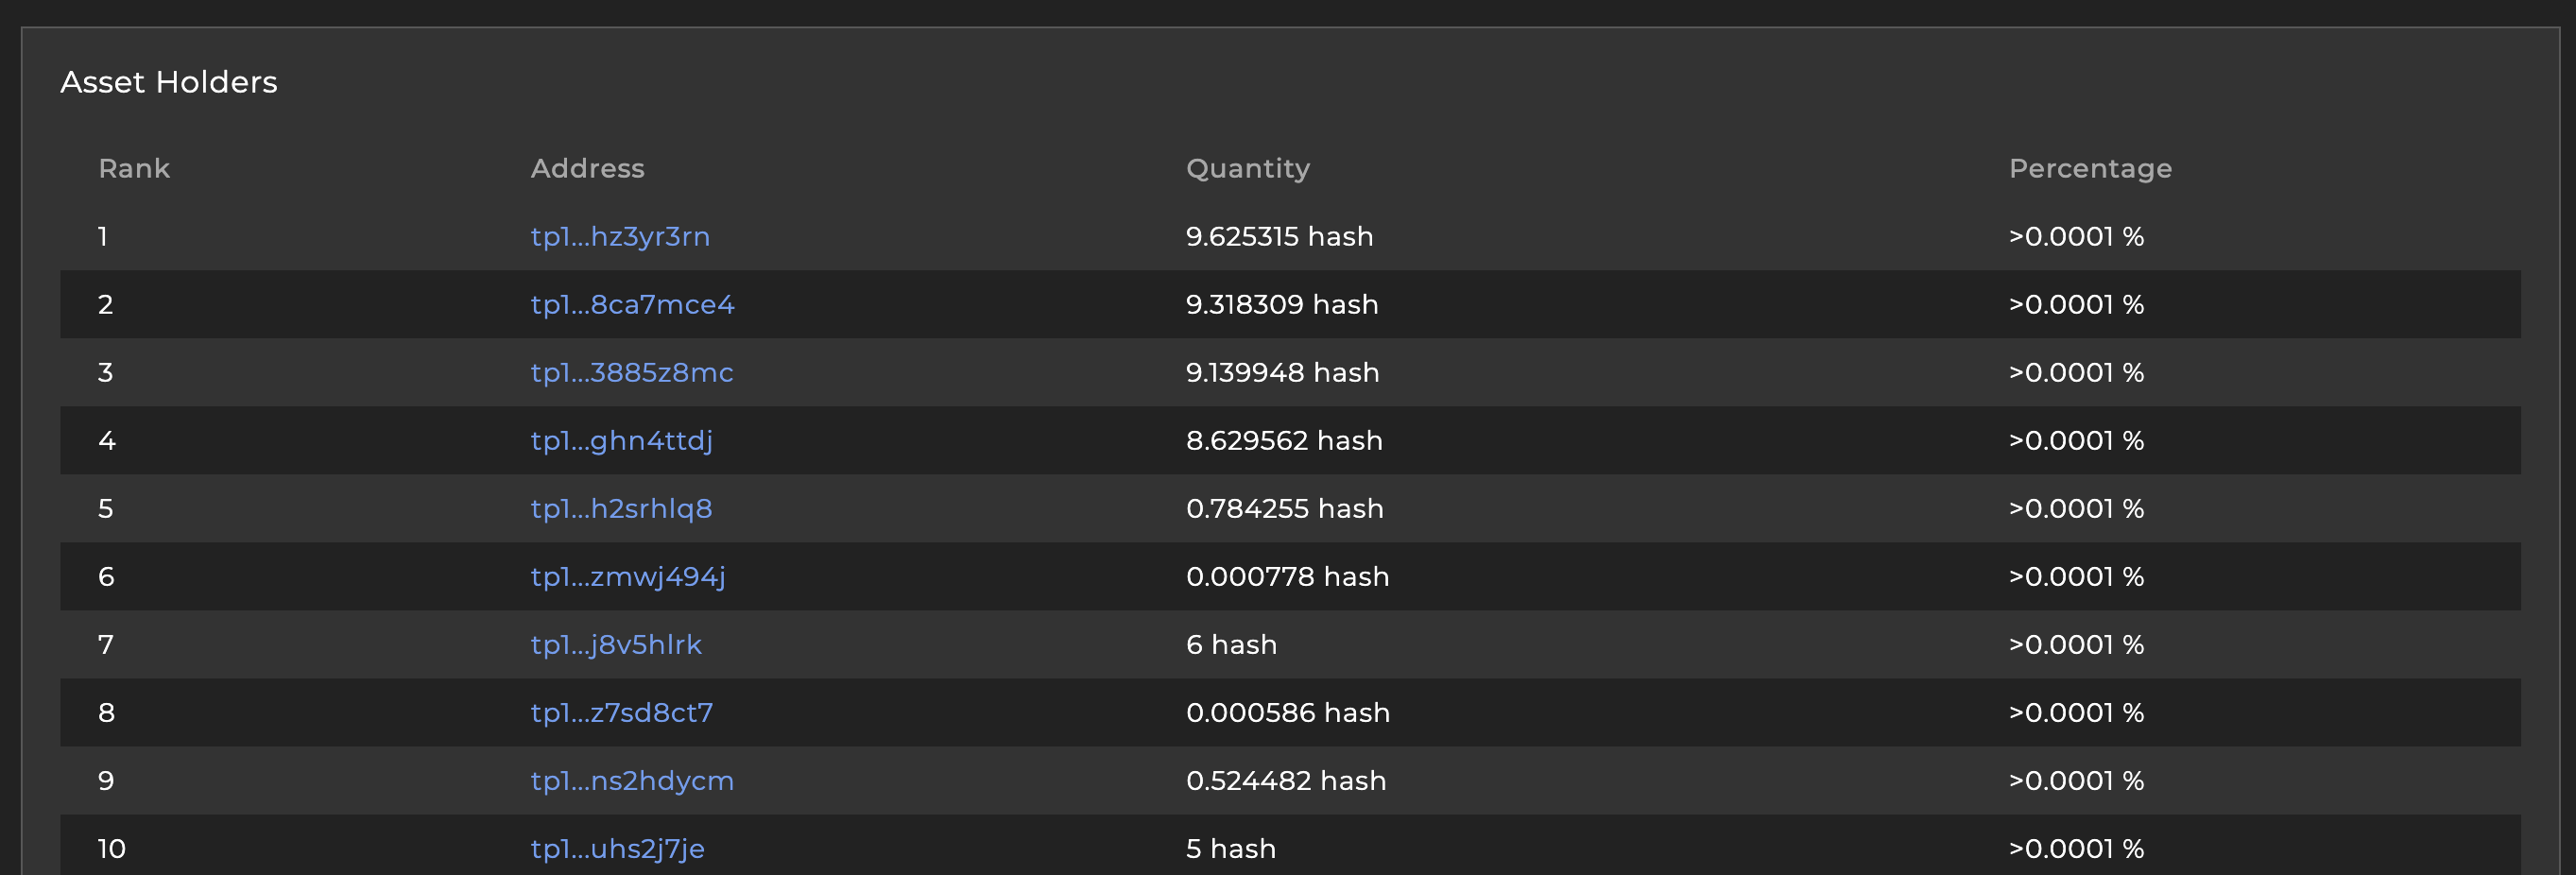 Asset Holders
Rank Address Quantity Percentage
1 tp1...hz3yr3rn 9.625315 hash >0.0001 %
2 tp1...8ca7mce4 9.318309 hash >0.0001 %
3 tp1...3885z8mc 9.139948 hash >0.0001 %
4 tp1...ghn4ttdj 8.629562 hash >0.0001 %
5 tp1...h2srhlq8 0.784255 hash >0.0001 %
6 tp1...zmwj494j 0.000778 hash >0.0001 %
7 tp1...j8v5hlrk 6 hash >0.0001 %
8 tp1...z7sd8ct7 0.000586 hash >0.0001 %
9 tp1...ns2hdycm 0.524482 hash >0.0001 %
10 tp1...uhs2j7je 5 hash >0.0001 %